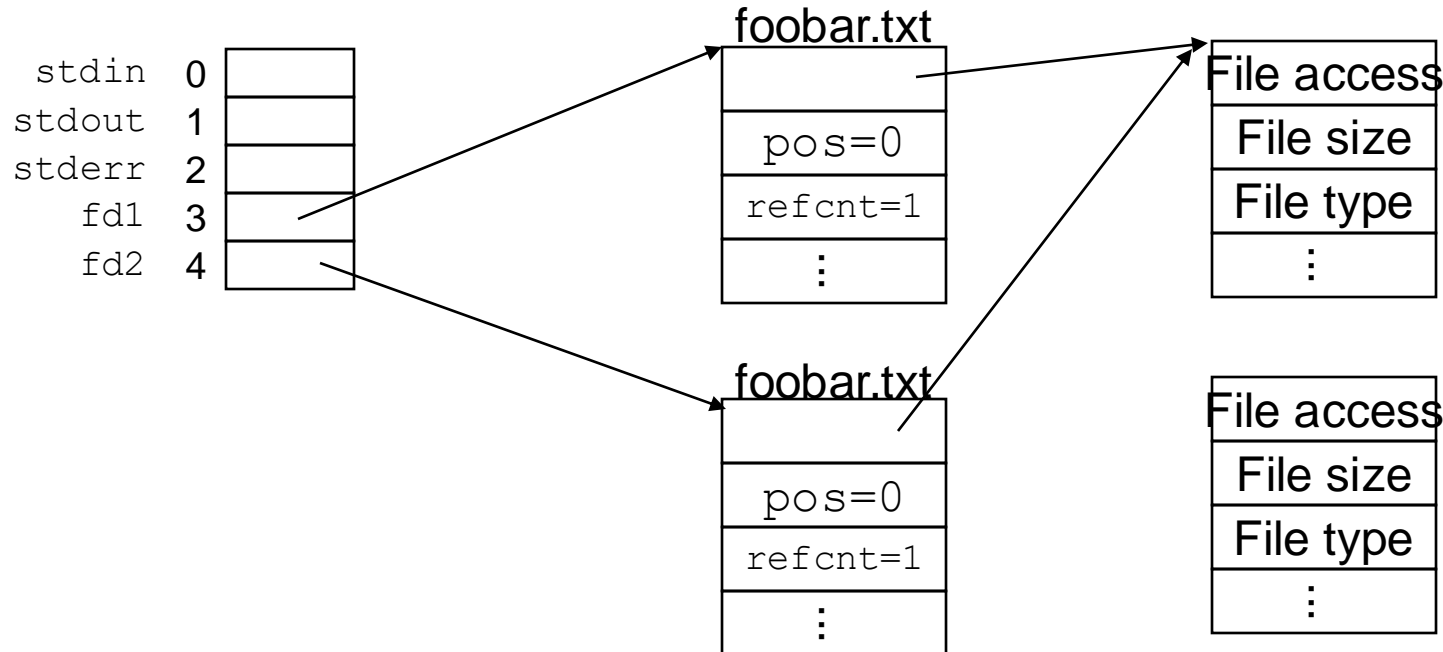 stdin 0
stdout 1
stderr 2
fd1 3
fd2 4
foobar.txt
pos=0
refcnt=1
⋮
foobar.txt
pos=0
refcnt=1
⋮
File access
File size
File type
⋮
File access
File size
File type
⋮